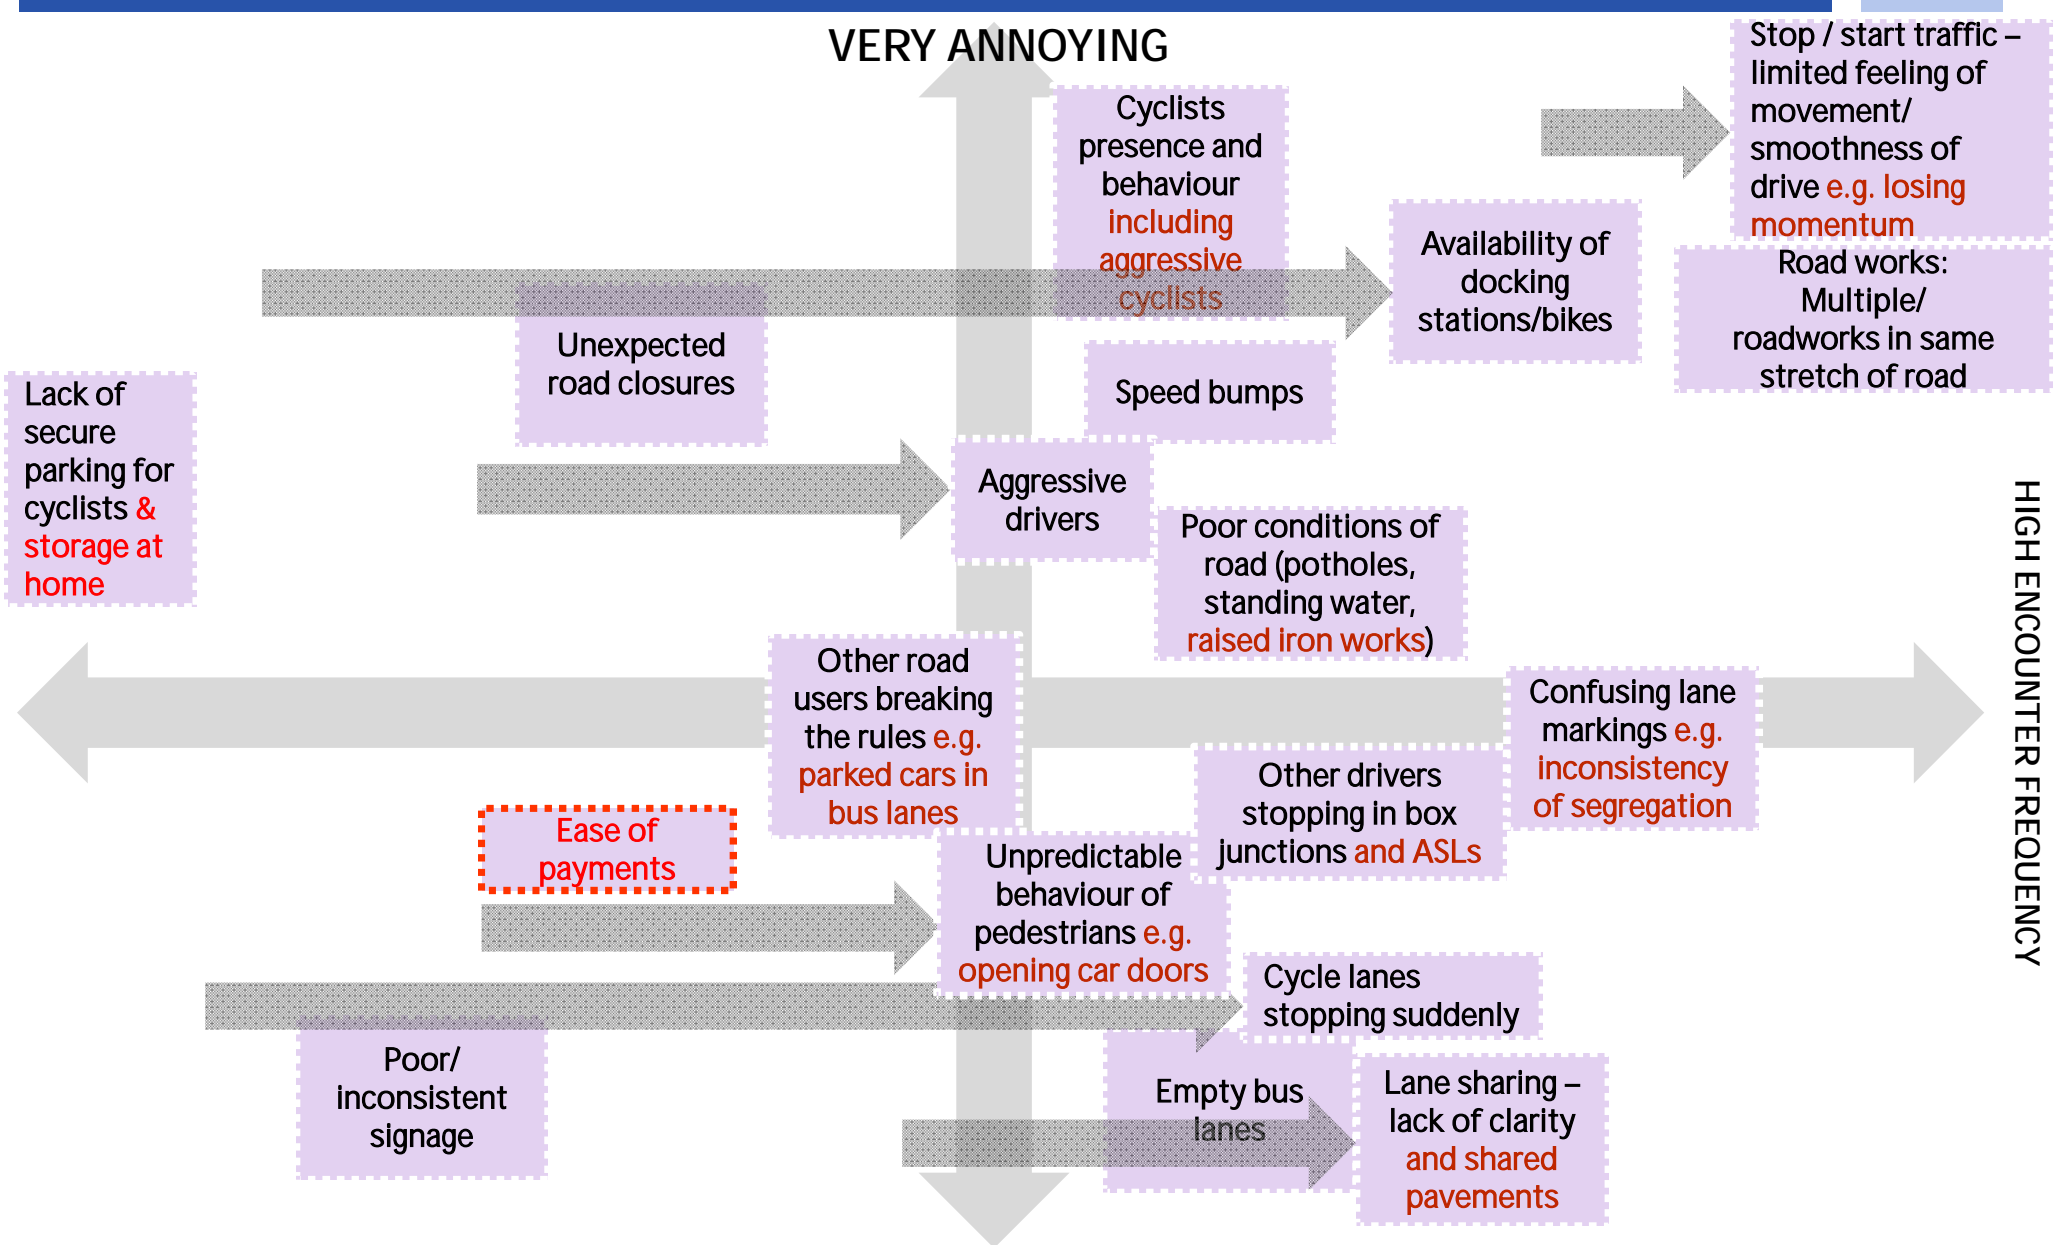 VERY ANNOYING
Stop / start traffic –
limited feeling of
movement/
smoothness of
drive e.g. losing
momentum
Cyclists
presence and
behaviour
including
aggressive
cyclists
Availability of
docking
stations/bikes
Road works:
Multiple/
roadworks in same
stretch of road
Unexpected
road closures
Speed bumps
Lack of
secure
parking for
cyclists &
storage at
home
Aggressive
drivers
Poor conditions of
road (potholes,
standing water,
raised iron works)
HIGH ENCOUNTER FREQUENCY
Other road
users breaking
the rules e.g.
parked cars in
bus lanes
Confusing lane
markings e.g.
inconsistency
of segregation
Other drivers
stopping in box
junctions and ASLs
Ease of
payments
Unpredictable
behaviour of
pedestrians e.g.
opening car doors
Cycle lanes
stopping suddenly
Poor/
inconsistent
signage
Empty bus
lanes
Lane sharing –
lack of clarity
and shared
pavements